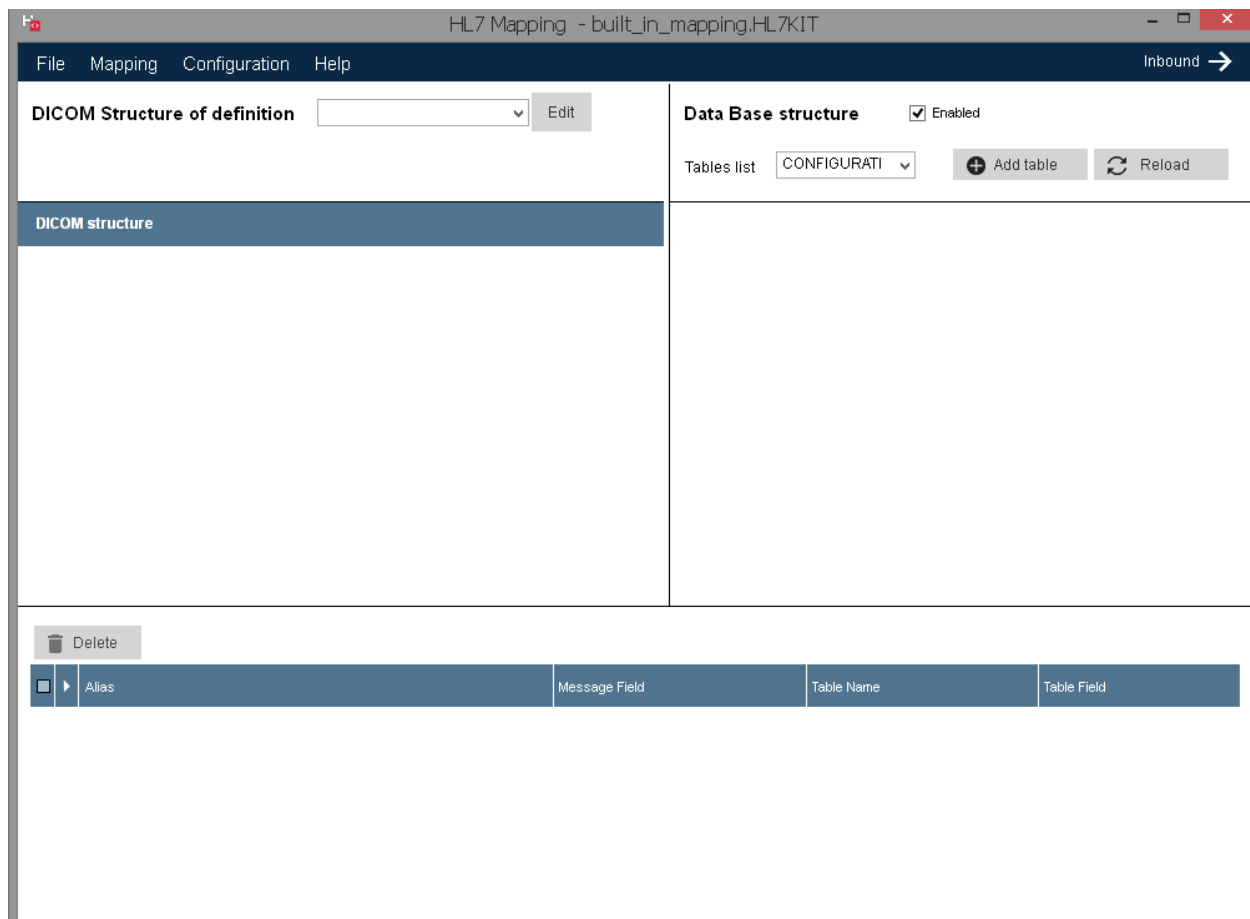 HL7 Mapping - built_in_mapping.HL7KIT
File Mapping Configuration Help Inbound
DICOM Structure of definition Edit
Data Base structure Enabled
Tables list CONFIGURATI Add table Reload
DICOM structure
Delete
Alias Message Field Table Name Table Field